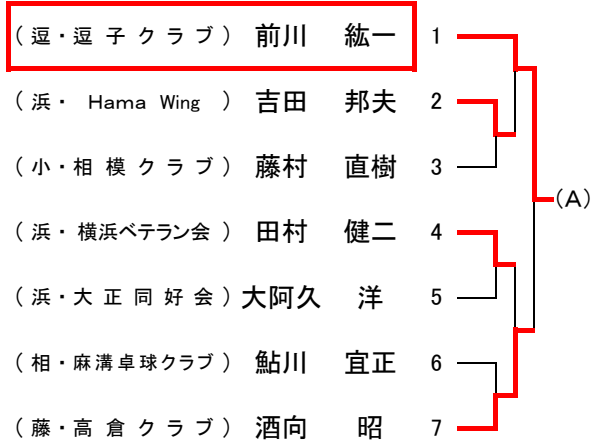 (逗・逗子クラブ) 前川 紘一 1
(浜・ Hama Wing ) 吉田 邦夫 2
(小・相模クラブ) 藤村 直樹 3
(A)
(浜・横浜ベテラン会) 田村 健二 4
(浜・大正同好会) 大阿久 洋 5
(相・麻溝卓球クラブ) 鮎川 宜正 6
(藤・高倉クラブ) 酒向 昭 7